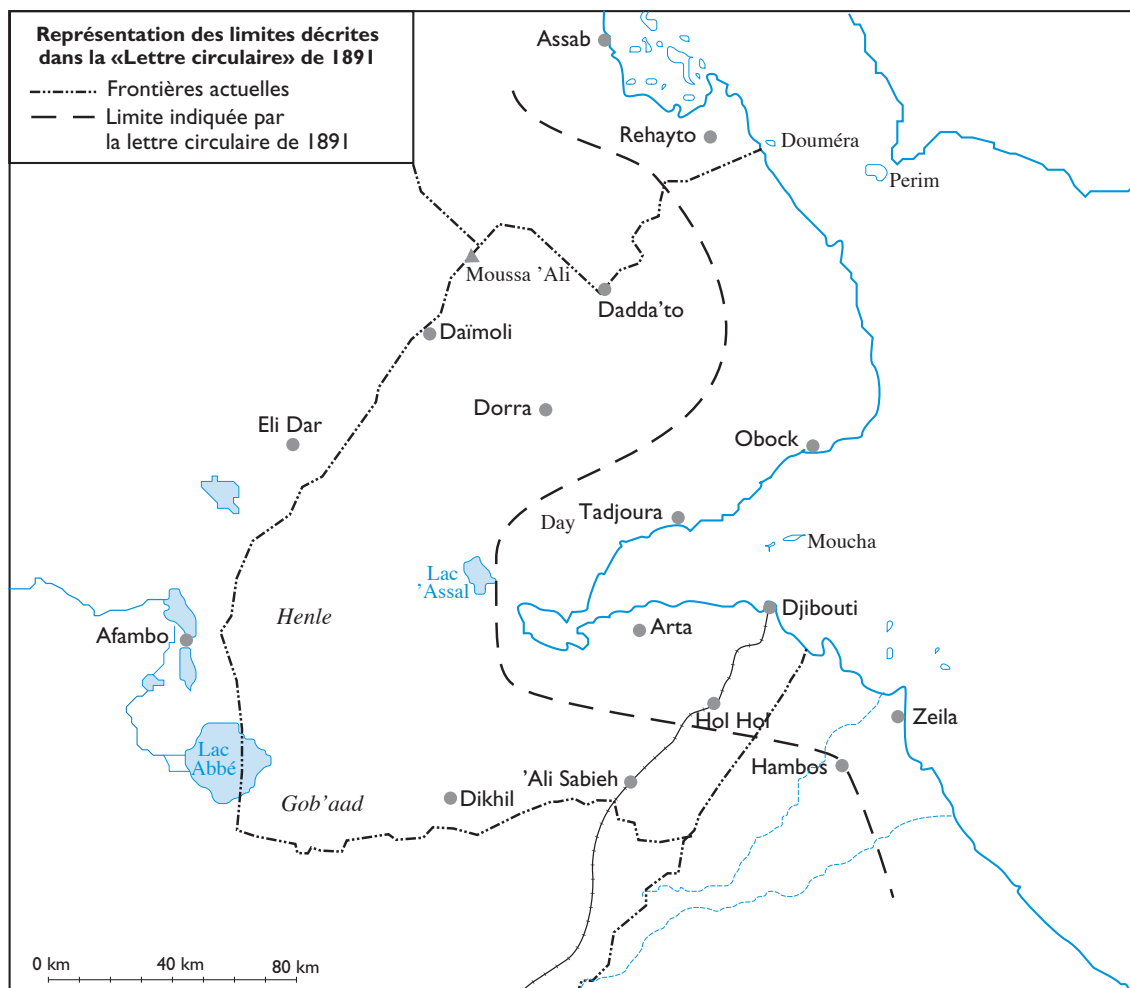 Représentation des limites décrites
dans la «Lettre circulaire» de 1891
Frontières actuelles
Limite indiquée par
la lettre circulaire de 1891
Assab
Rehayto
Douméra
Perim
Moussa ’Ali
Dadda’to
Daïmoli
Dorra
Eli Dar
Obock
Day
Tadjoura
Moucha
Lac
’Assal
Henle
Djibouti
Afambo
Arta
Hol Hol
Zeila
Lac
Abbé
Hambos
’Ali Sabieh
Gob’aad
Dikhil
0 km
40 km
80 km